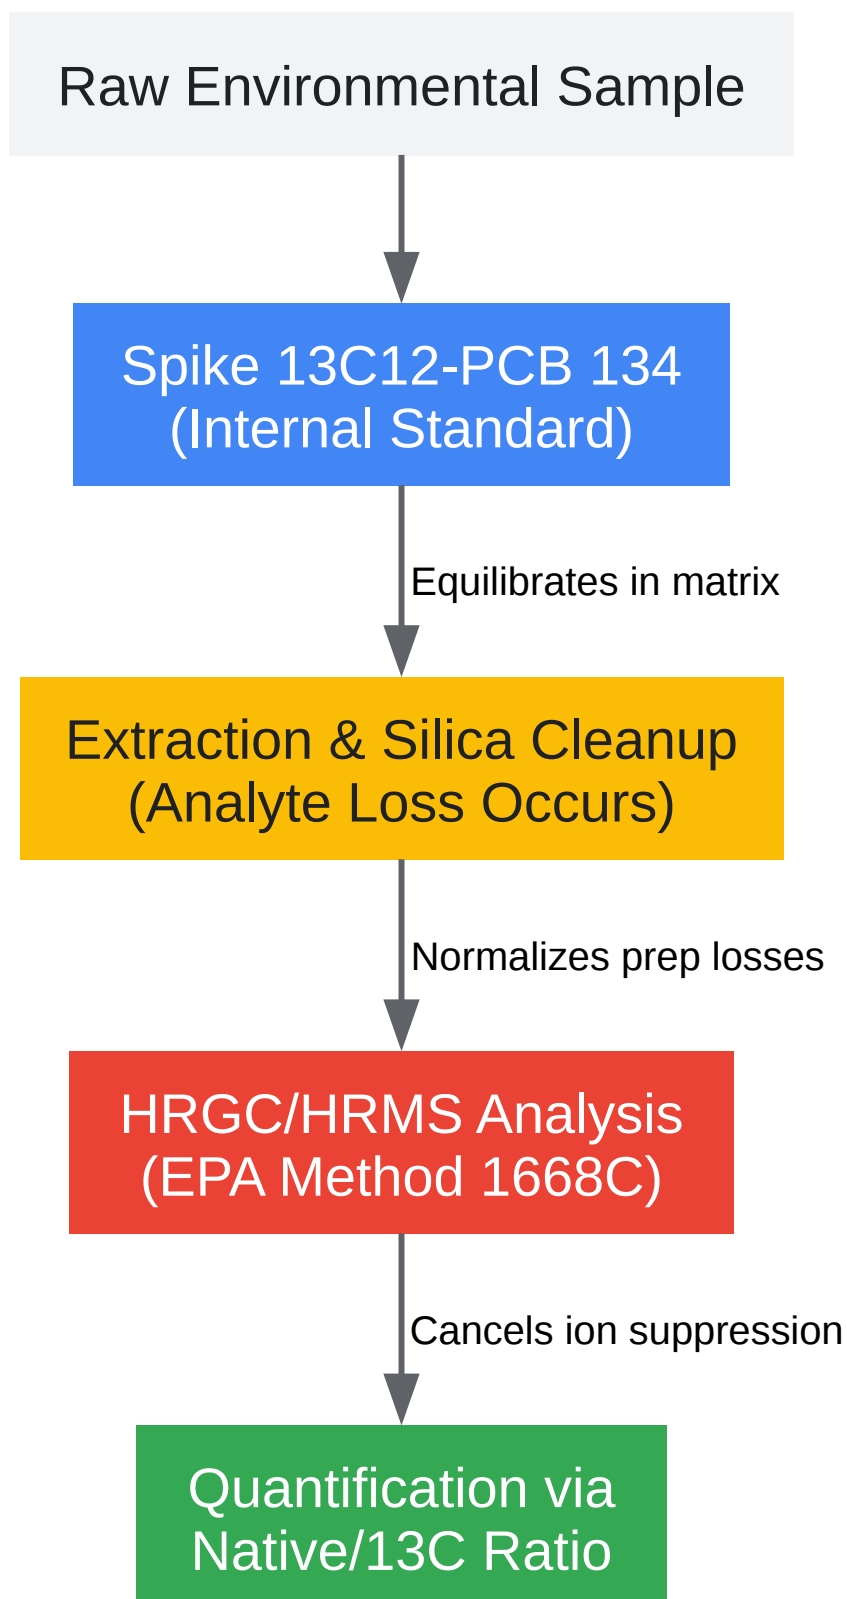 Raw Environmental Sample
Spike 13C12-PCB 134
(Internal Standard)
Equilibrates in matrix
Extraction & Silica Cleanup
(Analyte Loss Occurs)
Normalizes prep losses
HRGC/HRMS Analysis
(EPA Method 1668C)
Cancels ion suppression
Quantification via
Native/13C Ratio